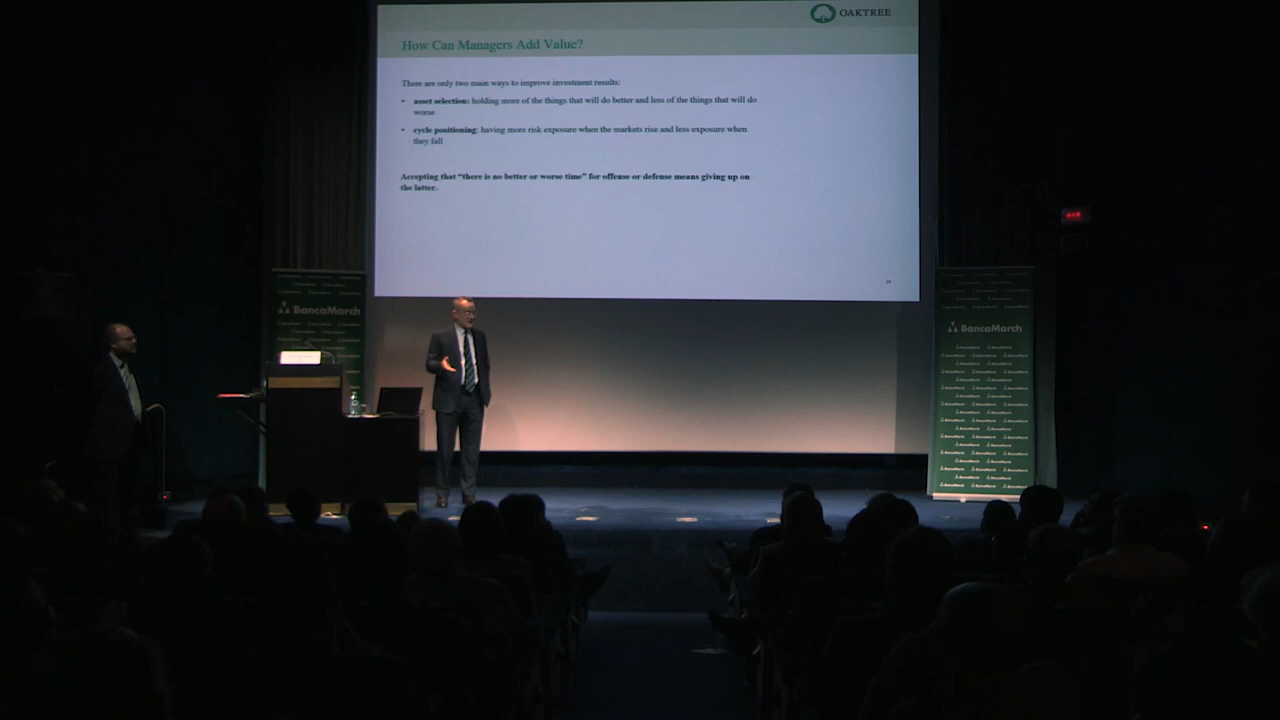 OAKTREE
How Can Managers Add Value?
There are only two main ways to improve investment results:
• asset selection: holding more of the things that will do better and less of the things that will do
worse
• cycle positioning: having more risk exposure when the markets rise and less exposure when
they fall
Accepting that “there is no better or worse time” for offense or defense means giving up on
the latter.
BancaMarch
BancaMarch